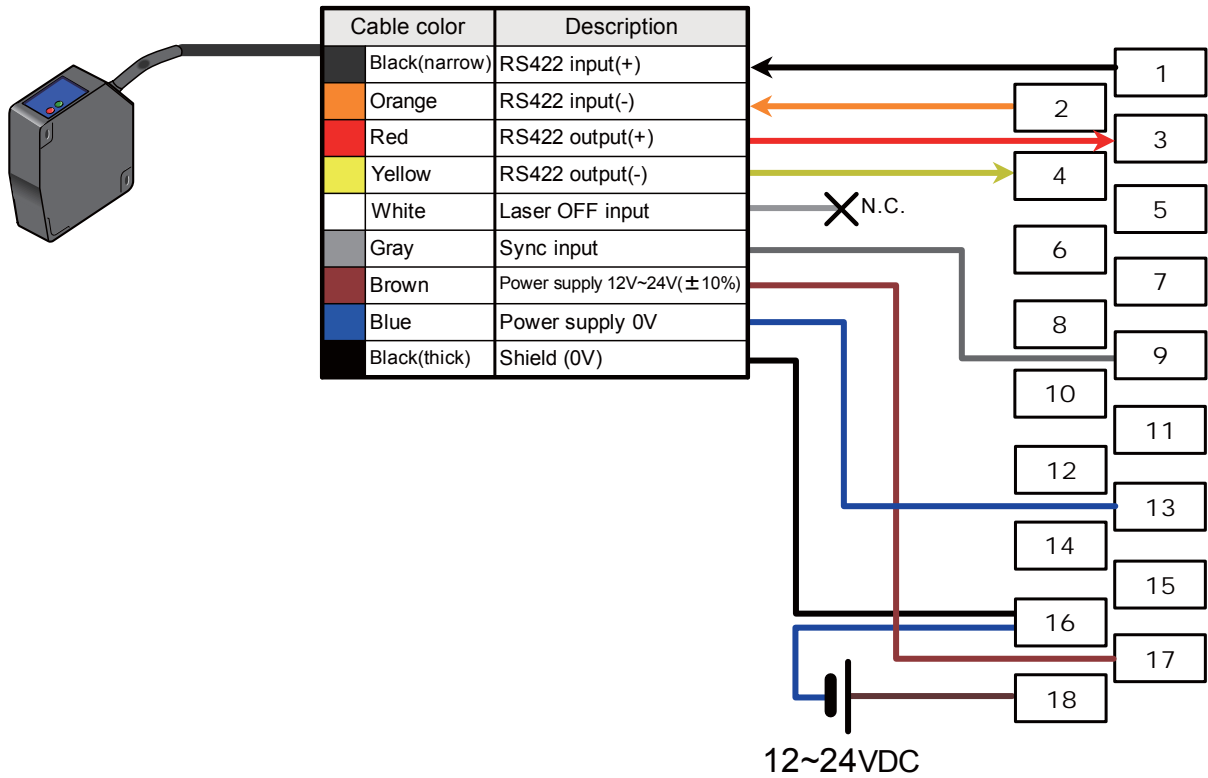 Cable color Description
Black(narrow) RS422 input(+)
Orange RS422 input(-)
Red RS422 output(+)
Yellow RS422 output(-)
White Laser OFF input
Gray Sync input
Brown Power supply 12V~24V(±10%)
Blue Power supply 0V
Black(thick) Shield (0V)
N.C.
1
2
3
4
5
6
7
8
9
10
11
12
13
14
15
16
17
18
12~24VDC